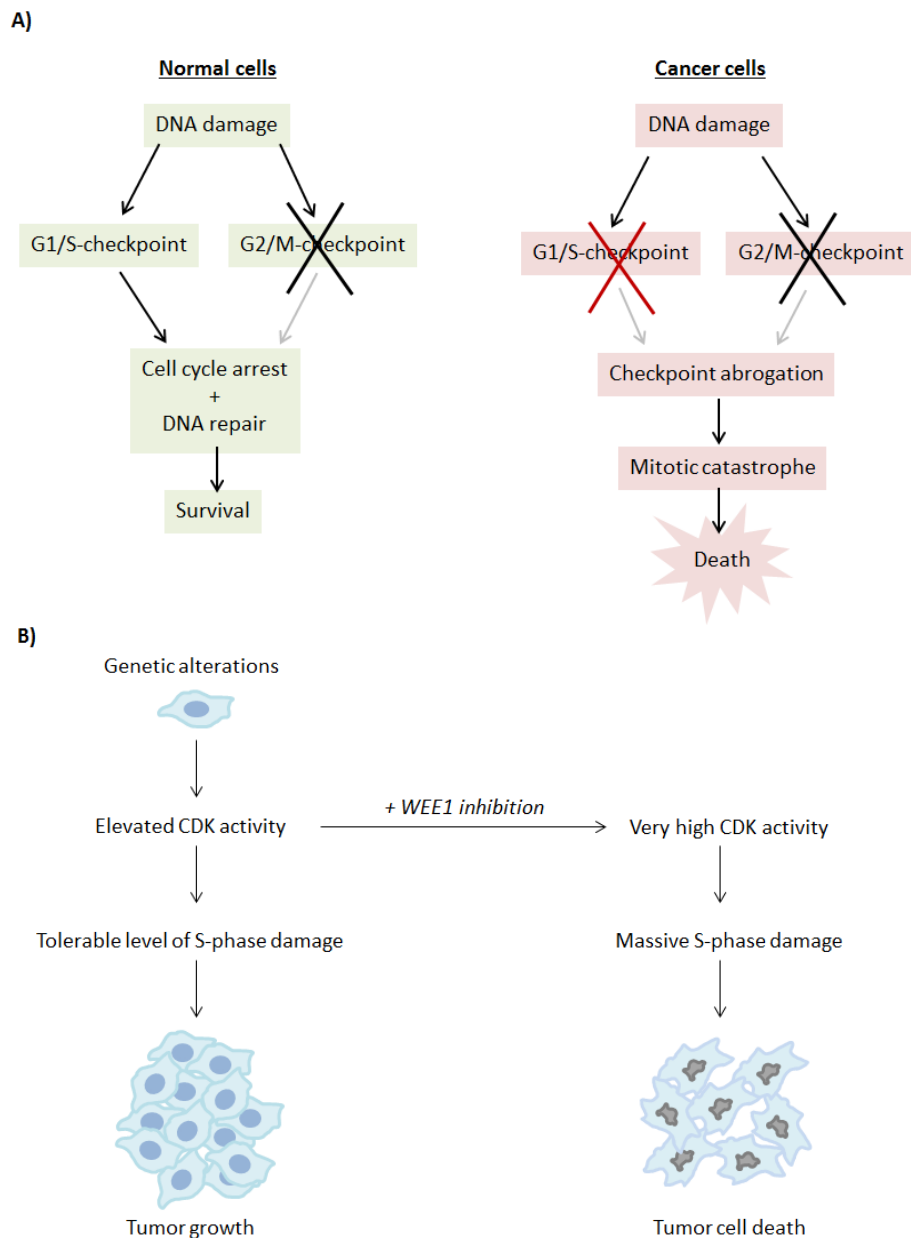 A)
Normal cells
DNA damage
G1/S-checkpoint
G2/M-checkpoint
Cell cycle arrest
+
DNA repair
Survival
Cancer cells
DNA damage
G1/S-checkpoint
G2/M-checkpoint
Checkpoint abrogation
Mitotic catastrophe
Death
B)
Genetic alterations
Elevated CDK activity
+ WEE1 inhibition
Very high CDK activity
Tolerable level of S-phase damage
Massive S-phase damage
Tumor growth
Tumor cell death